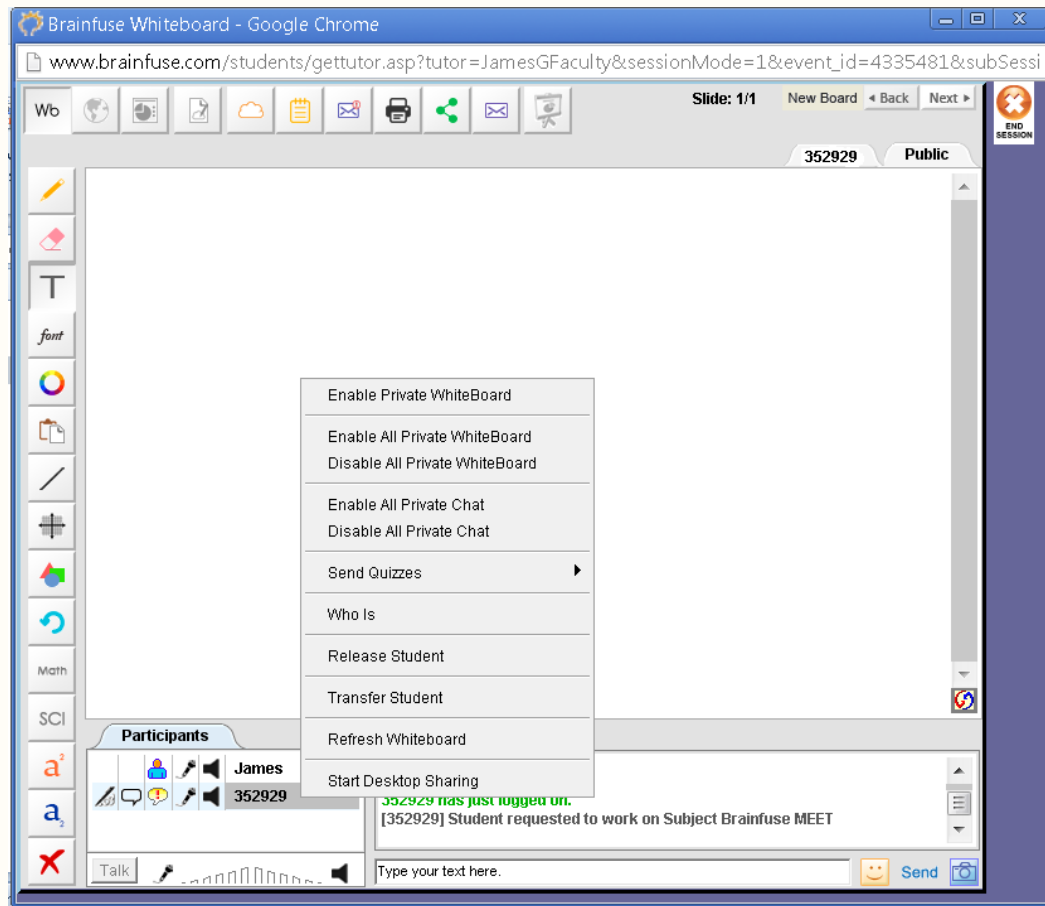 Brainfuse Whiteboard - Google Chrome
www.brainfuse.com/students/gettutor.asp?tutor=JamesGFaculty&sessionMode=1&event_id=4335481&subSessi
Wb
Slide: 1/1 New Board Back Next
END
SESSION
352929 Public
T
font
Math
SCI
a2
a2
Enable Private WhiteBoard
Enable All Private WhiteBoard
Disable All Private WhiteBoard
Enable All Private Chat
Disable All Private Chat
Send Quizzes
Who Is
Release Student
Transfer Student
Refresh Whiteboard
Start Desktop Sharing
Participants
James
352929
352929 has just logged on.
[352929] Student requested to work on Subject Brainfuse MEET
Talk
Type your text here.
Send